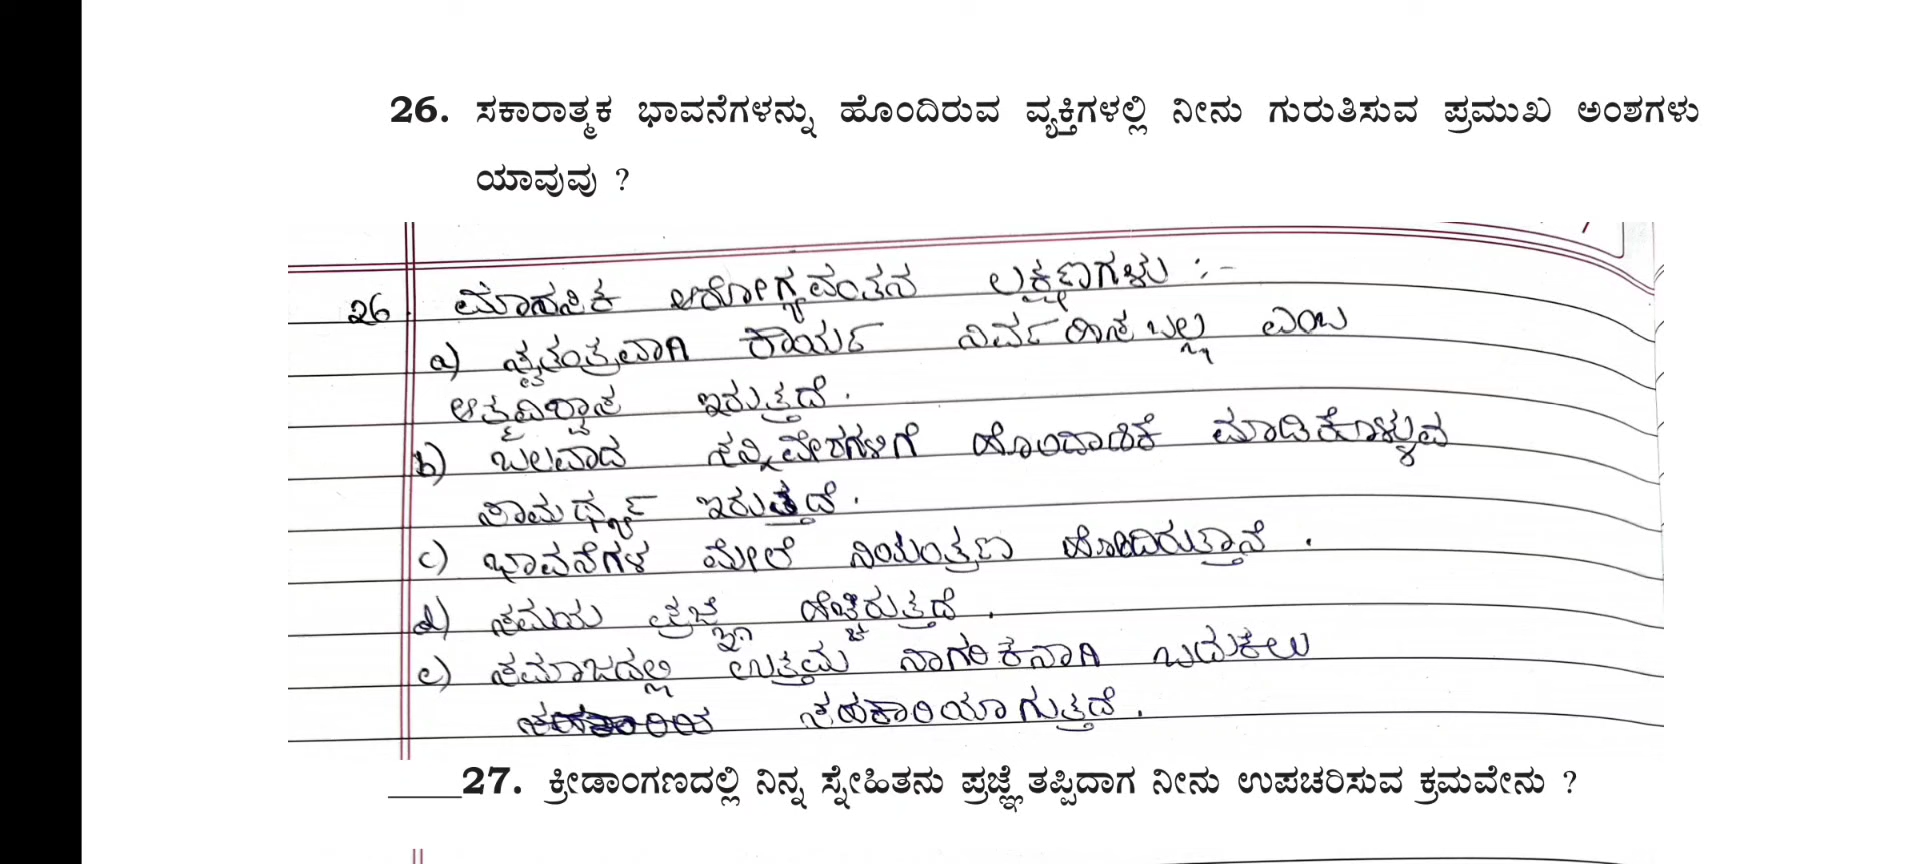 26. ಸಕಾರಾತ್ಮಕ ಭಾವನೆಗಳನ್ನು ಹೊಂದಿರುವ ವ್ಯಕ್ತಿಗಳಲ್ಲಿ ನೀನು ಗುರುತಿಸುವ ಪ್ರಮುಖ ಅಂಶಗಳು
ಯಾವುವು ?
26 ಮಾನಸಿಕ ಆರೋಗ್ಯವಂತನ ಲಕ್ಷಣಗಳು :-
a) ಸ್ವತಂತ್ರವಾಗಿ ಕಾರ್ಯ ನಿರ್ವಹಿಸಬಲ್ಲ ಎಂಬ
ಆತ್ಮವಿಶ್ವಾಸ ಇರುತ್ತದೆ.
b) ಬಲವಾದ ಸನ್ನಿವೇಶಗಳಿಗೆ ಹೊಂದಾಣಿಕೆ ಮಾಡಿಕೊಳ್ಳುವ
ಸಾಮರ್ಥ್ಯ ಇರುತ್ತದೆ.
c) ಭಾವನೆಗಳ ಮೇಲೆ ನಿಯಂತ್ರಣ ಹೊಂದಿರುತ್ತಾನೆ.
d) ಸಮಯ ಪ್ರಜ್ಞೆ ಹೆಚ್ಚಿರುತ್ತದೆ.
e) ಸಮಾಜದಲ್ಲಿ ಉತ್ತಮ ನಾಗರಿಕನಾಗಿ ಬದುಕಲು
ಸಹಕಾರಿಯಾಗುತ್ತದೆ.
27. ಕ್ರೀಡಾಂಗಣದಲ್ಲಿ ನಿನ್ನ ಸ್ನೇಹಿತನು ಪ್ರಜ್ಞೆ ತಪ್ಪಿದಾಗ ನೀನು ಉಪಚರಿಸುವ ಕ್ರಮವೇನು ?